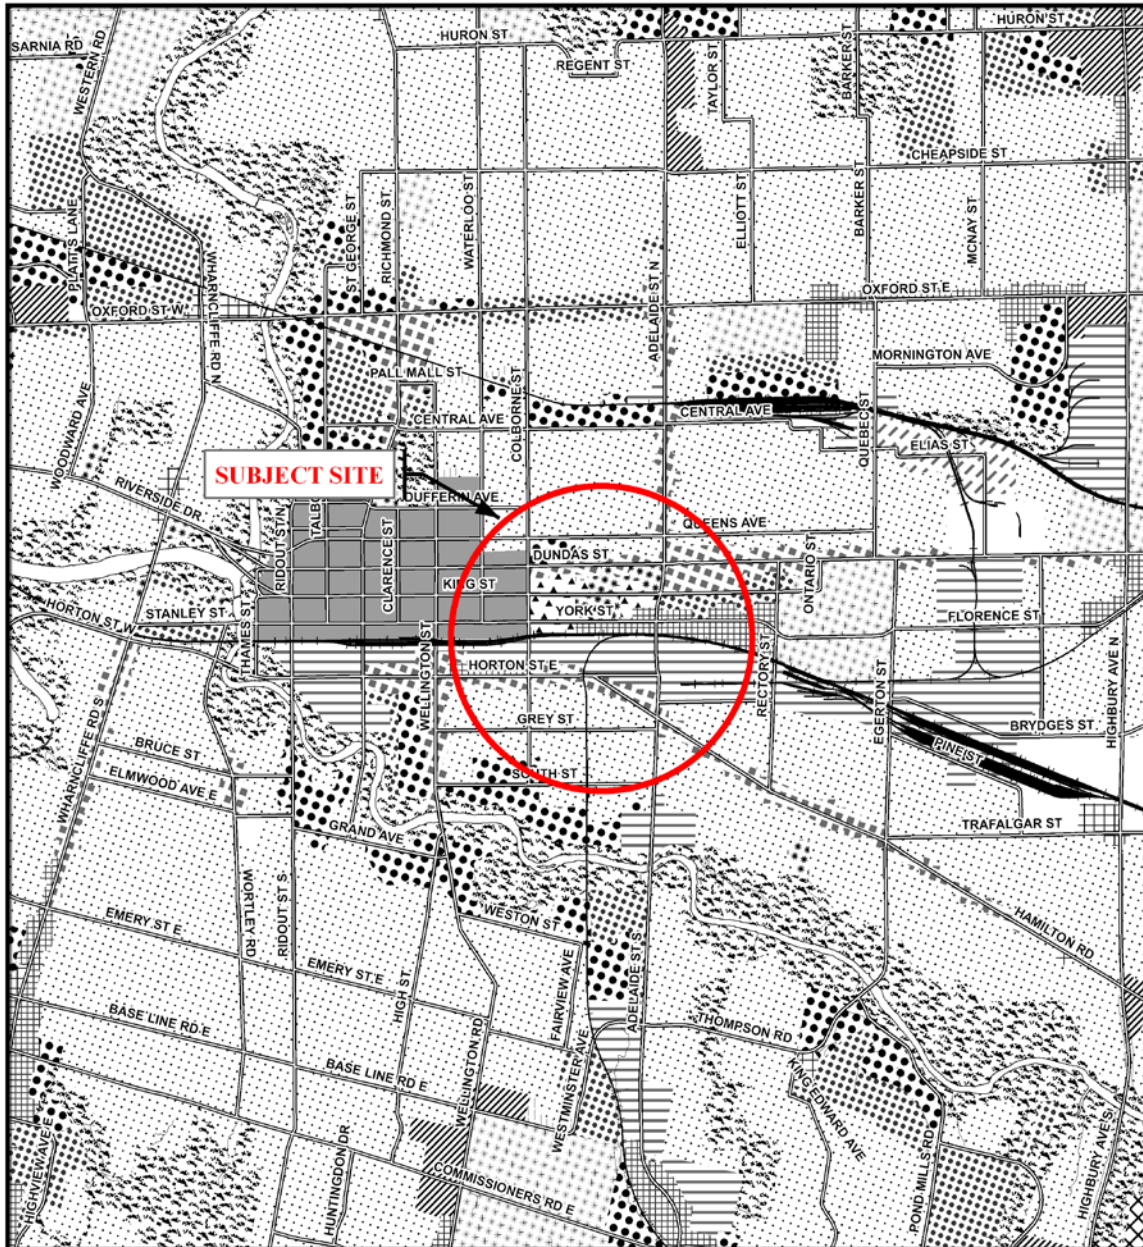 HURON ST
HURON ST
SARNIA RD
WESTERN RD
REGENT ST
TAYLOR ST
BARKER ST
CHEAPSIDE ST
ST GEORGE ST
RICHMOND ST
WATERLOO ST
ELLIOTT ST
BARKER ST
MCNAY ST
PLATTS LANE
WHARNCLIFFE RD N
ADELAIDE ST N
OXFORD ST E
OXFORD ST W
MORNINGTON AVE
PALL MALL ST
COLBORNE ST
WOODWARD AVE
CENTRAL AVE
CENTRAL AVE
QUEBEC ST
ELIAS ST
SUBJECT SITE
RIVERSIDE DR
TALBO
DUFFERIN AVE
QUEENS AVE
RIDOUT ST N
CLARENCE ST
DUNDAS ST
KING ST
ONTARIO ST
HORTON ST W
STANLEY ST
THAMES ST
YORK ST
FLORENCE ST
WELLINGTON ST
HORTON ST E
RECTORY ST
EGERTON ST
HIGHBURY AVE N
GREY ST
BRYDGES ST
WHARNCLIFFE RD S
BRUCE ST
PINE ST
ELMWOOD AVE E
SOUTH ST
TRAFALGAR ST
GRAND AVE
WORTLEY RD
RIDOUT ST S
WESTON ST
HAMILTON RD
EMERY ST E
EMERY ST E
HIGH ST
FAIRVIEW AVE
ADELAIDE ST S
BASE LINE RD E
THOMPSON RD
WELLINGTON RD
BASE LINE RD E
WESTMINSTER AVE
KING EDWARD AVE
HIGHVIEW AVE E
HUNTINGDON DR
COMMISSIONERS RD E
POND MILLS RD
HIGHBURY AVE S